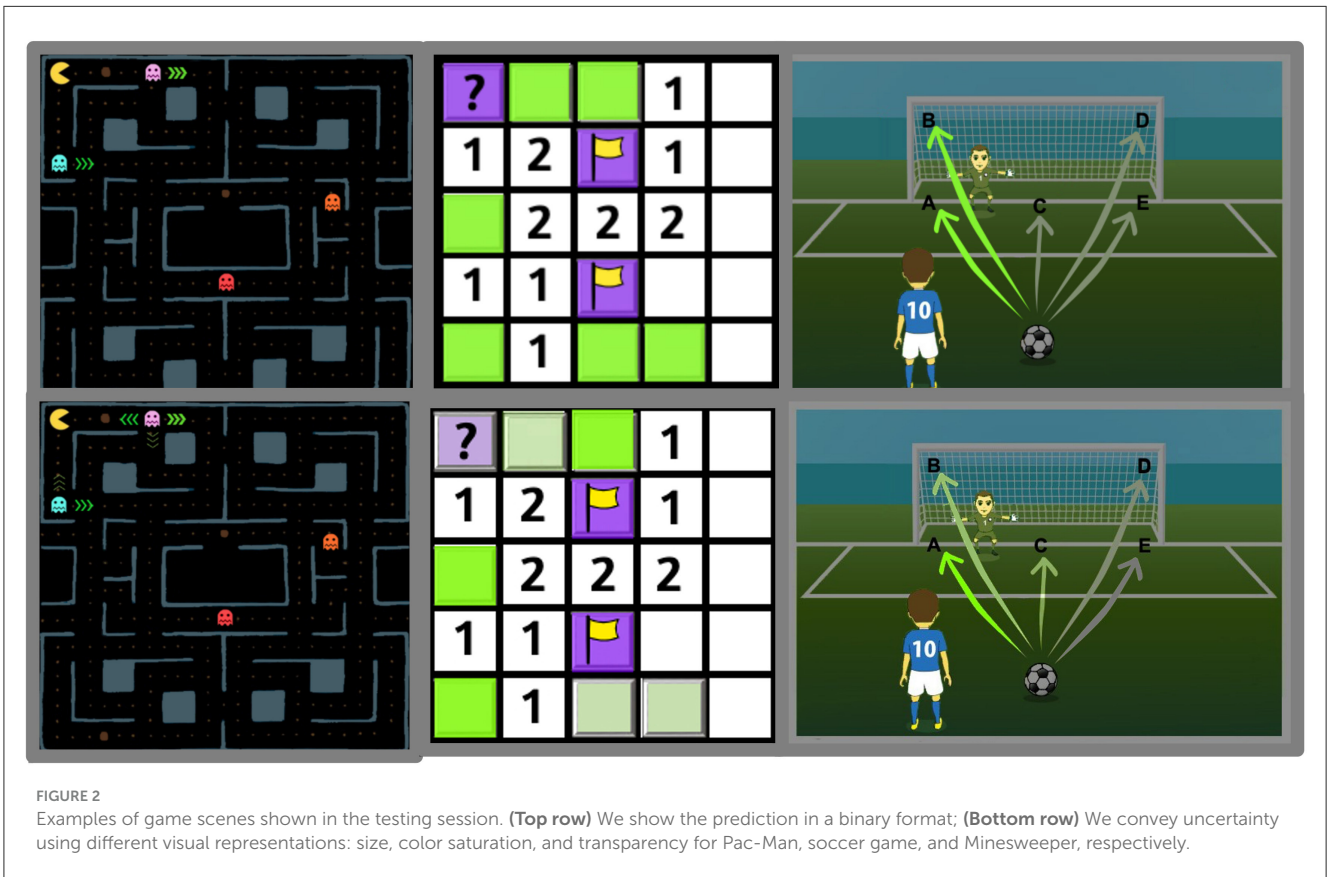 ? 1
1 2 1
2 2 2
1 1
1
B D
A C E
10
? 1
1 2 1
2 2 2
1 1
1
B D
A C E
10
FIGURE 2
Examples of game scenes shown in the testing session. (Top row) We show the prediction in a binary format; (Bottom row) We convey uncertainty
using different visual representations: size, color saturation, and transparency for Pac-Man, soccer game, and Minesweeper, respectively.